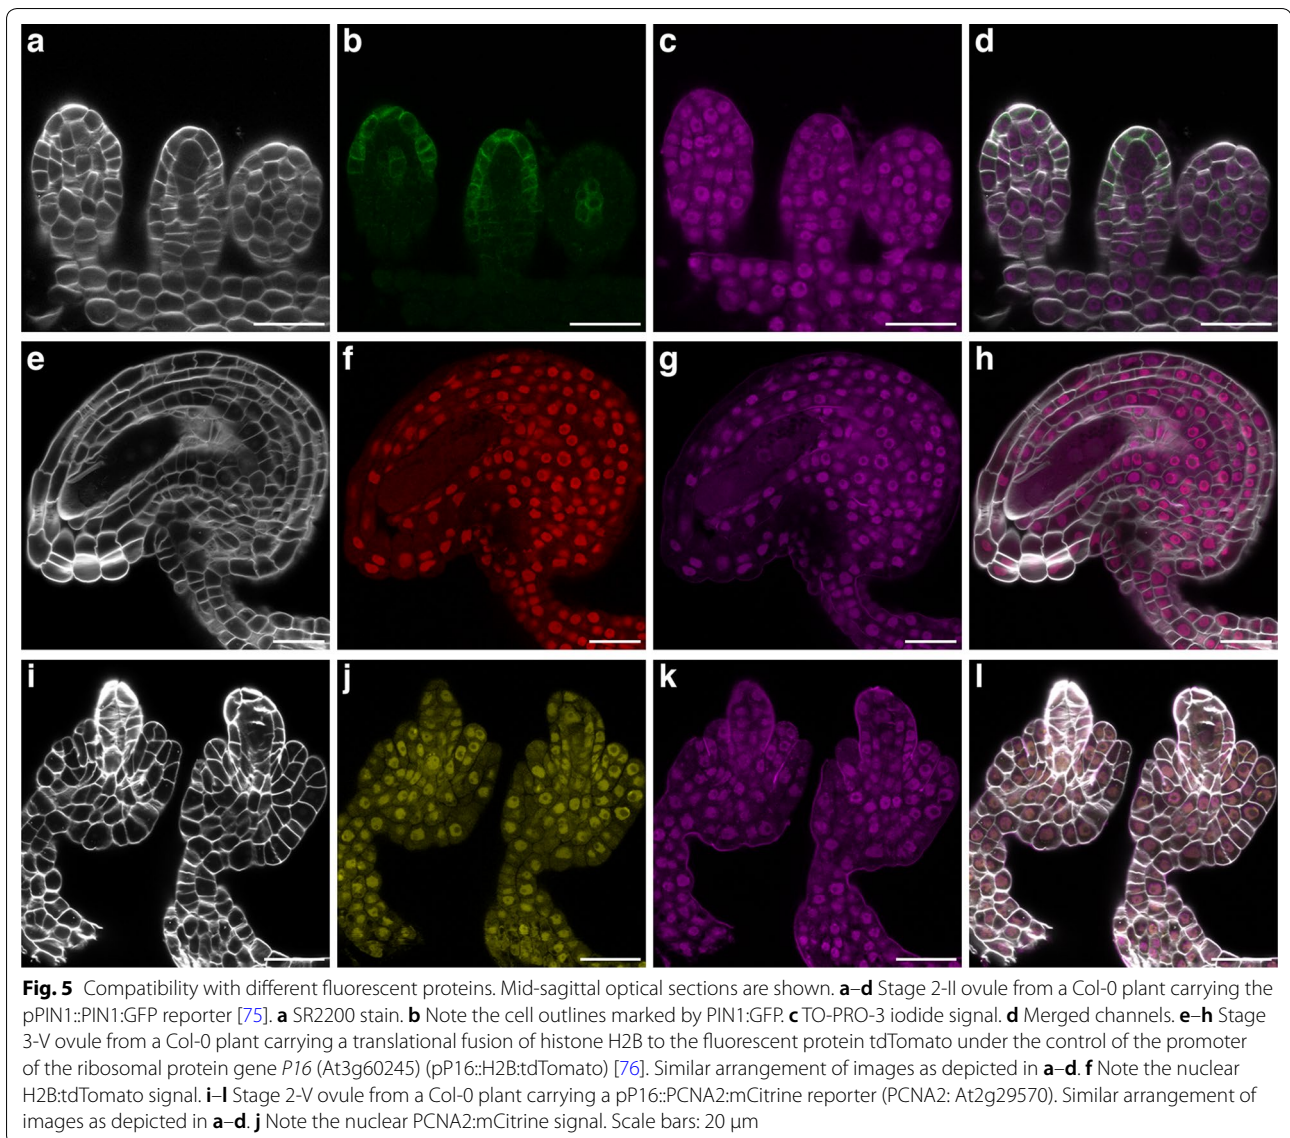 a
b
c
d
e
f
g
h
i
j
k
l
Fig. 5 Compatibility with different fluorescent proteins. Mid-sagittal optical sections are shown. a–d Stage 2-II ovule from a Col-0 plant carrying the
pPIN1::PIN1:GFP reporter [75]. a SR2200 stain. b Note the cell outlines marked by PIN1:GFP. c TO-PRO-3 iodide signal. d Merged channels. e–h Stage
3-V ovule from a Col-0 plant carrying a translational fusion of histone H2B to the fluorescent protein tdTomato under the control of the promoter
of the ribosomal protein gene P16 (At3g60245) (pP16::H2B:tdTomato) [76]. Similar arrangement of images as depicted in a–d. f Note the nuclear
H2B:tdTomato signal. i–l Stage 2-V ovule from a Col-0 plant carrying a pP16::PCNA2:mCitrine reporter (PCNA2: At2g29570). Similar arrangement of
images as depicted in a–d. j Note the nuclear PCNA2:mCitrine signal. Scale bars: 20 μm